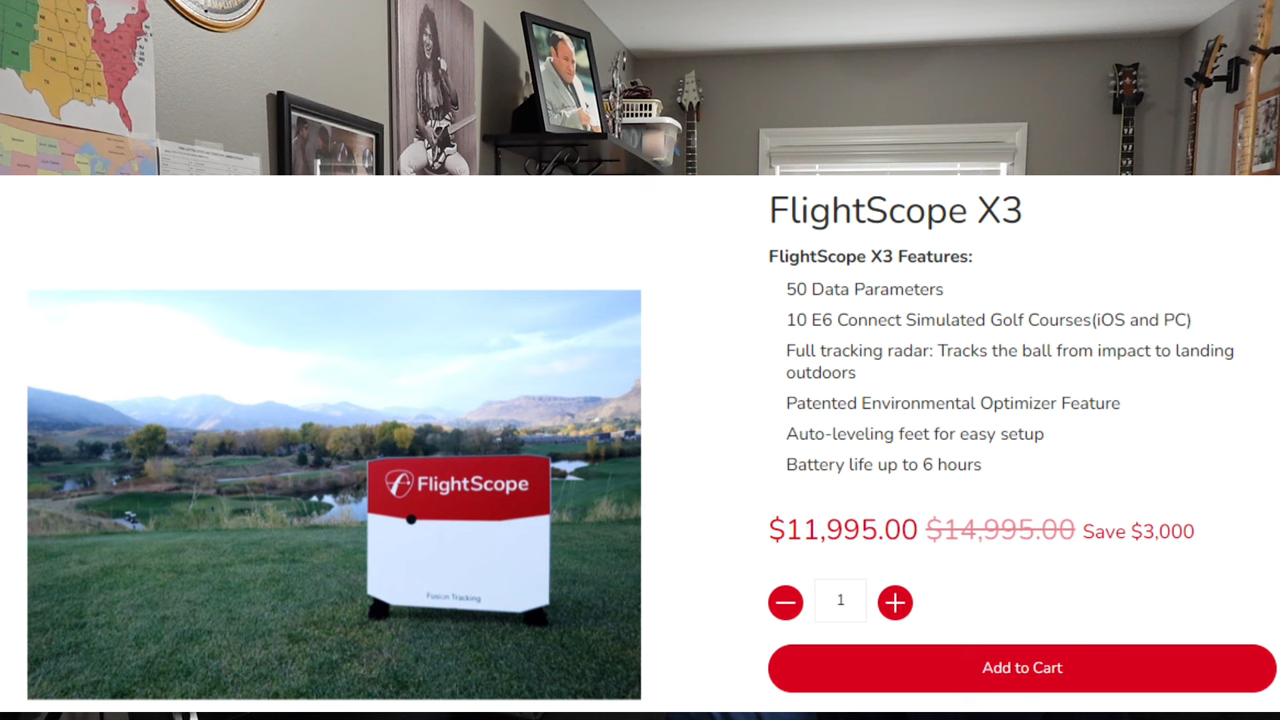 FlightScope X3
FlightScope X3 Features:
50 Data Parameters
10 E6 Connect Simulated Golf Courses(iOS and PC)
Full tracking radar: Tracks the ball from impact to landing
outdoors
Patented Environmental Optimizer Feature
Auto-leveling feet for easy setup
Battery life up to 6 hours
$11,995.00 $14,995.00 Save $3,000
1
Add to Cart
FlightScope
Fusion Tracking